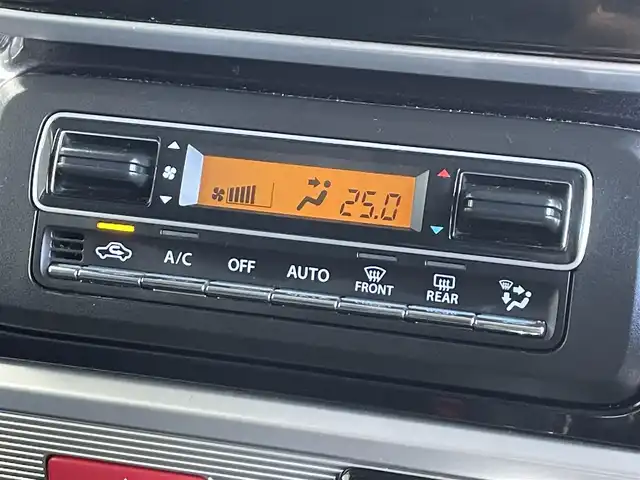 25.0
A/C OFF AUTO FRONT REAR